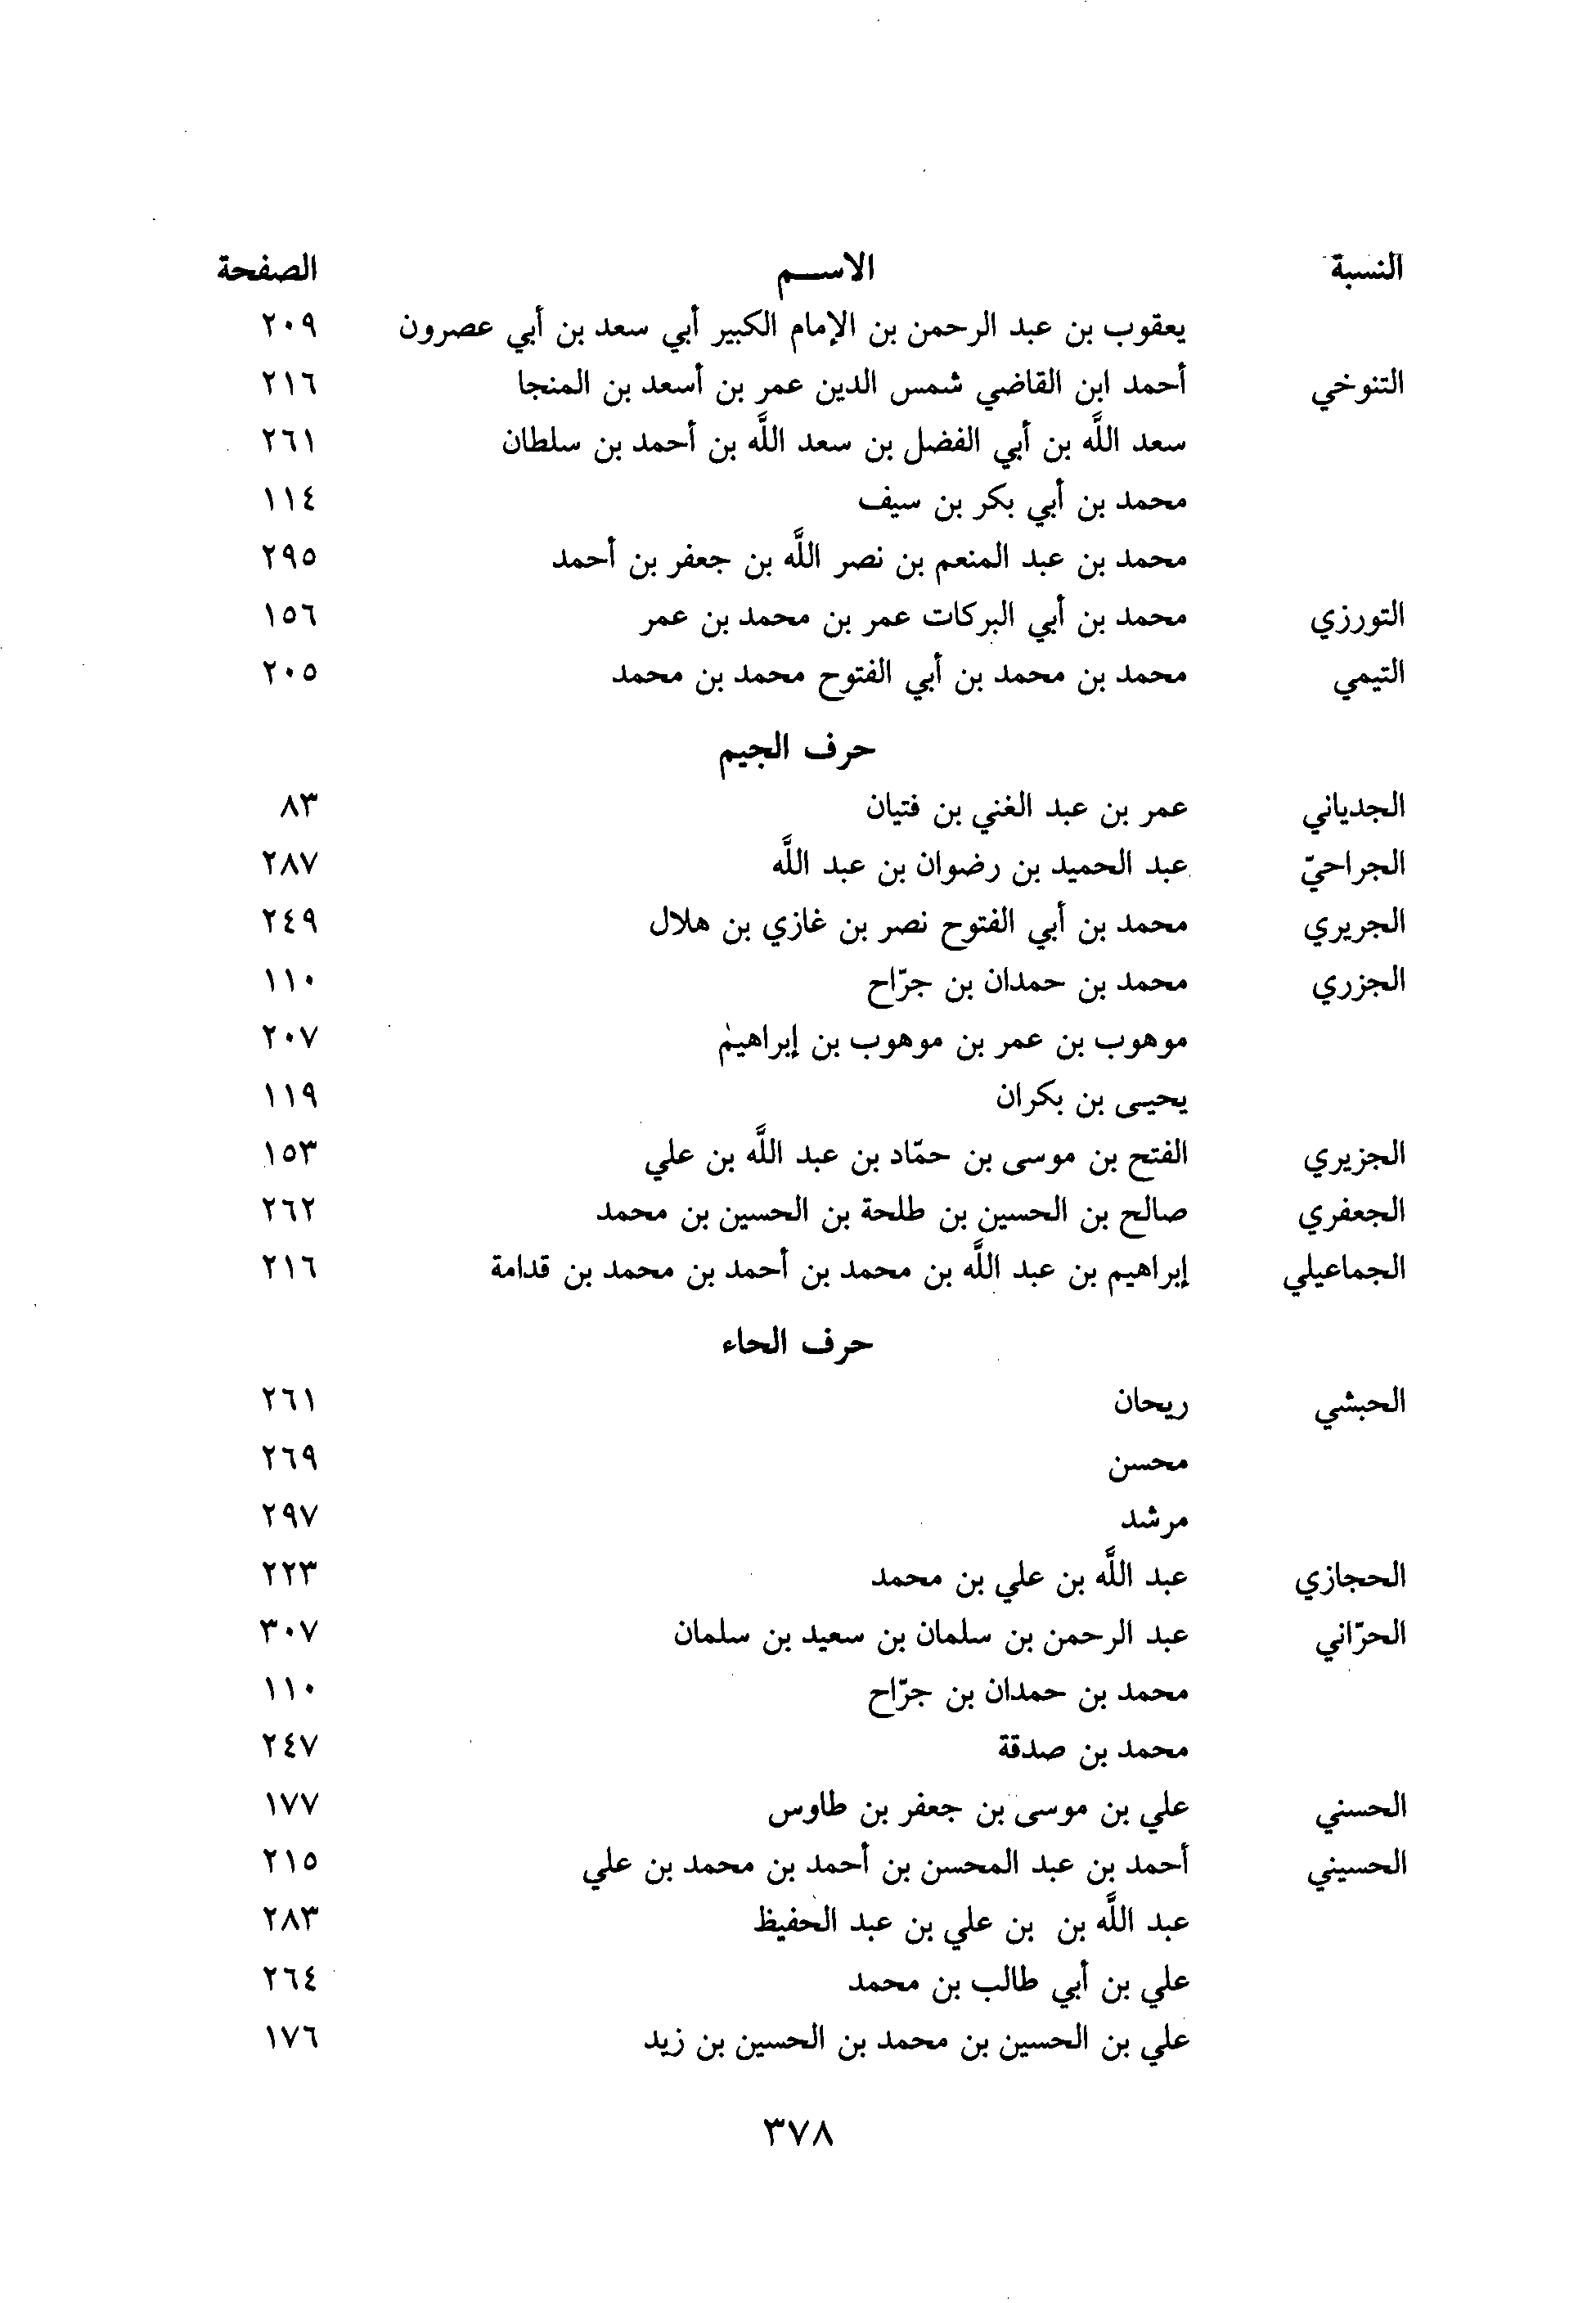 النسبة الاســم الصفحة
يعقوب بن عبد الرحمن بن الإمام الكبير أبي سعد بن أبي عصرون ٢٠٩
التنوخي أحمد ابن القاضي شمس الدين عمر بن أسعد بن المنجا ٢١٦
سعد اللَّه بن أبي الفضل بن سعد اللَّه بن أحمد بن سلطان ٢٦١
محمد بن أبي بكر بن سيف ١١٤
محمد بن عبد المنعم بن نصر اللَّه بن جعفر بن أحمد ٢٩٥
التورزي محمد بن أبي البركات عمر بن محمد بن عمر ١٥٦
التيمي محمد بن محمد بن أبي الفتوح محمد بن محمد ٢٠٥
حرف الجيم
الجدياني عمر بن عبد الغني بن فتيان ٨٣
الجراحيّ عبد الحميد بن رضوان بن عبد اللَّه ٢٨٧
الجريري محمد بن أبي الفتوح نصر بن غازي بن هلال ٢٤٩
الجزري محمد بن حمدان بن جرّاح ١١٠
موهوب بن عمر بن موهوب بن إبراهيم ٢٠٧
يحيى بن بكران ١١٩
الجزيري الفتح بن موسى بن حمّاد بن عبد اللَّه بن علي ١٥٣
الجعفري صالح بن الحسين بن طلحة بن الحسين بن محمد ٢٦٢
الجماعيلي إبراهيم بن عبد اللَّه بن محمد بن أحمد بن محمد بن قدامة ٢١٦
حرف الحاء
الحبشي ريحان ٢٦١
محسن ٢٦٩
مرشد ٢٩٧
الحجازي عبد اللَّه بن علي بن محمد ٢٢٣
الحرّاني عبد الرحمن بن سلمان بن سعيد بن سلمان ٣٠٧
محمد بن حمدان بن جرّاح ١١٠
محمد بن صدقة ٢٤٧
الحسني علي بن موسى بن جعفر بن طاوس ١٧٧
الحسيني أحمد بن عبد المحسن بن أحمد بن محمد بن علي ٢١٥
عبد اللَّه بن بن علي بن عبد الحفيظ ٢٨٣
علي بن أبي طالب بن محمد ٢٦٤
علي بن الحسين بن محمد بن الحسين بن زيد ١٧٦
٣٧٨